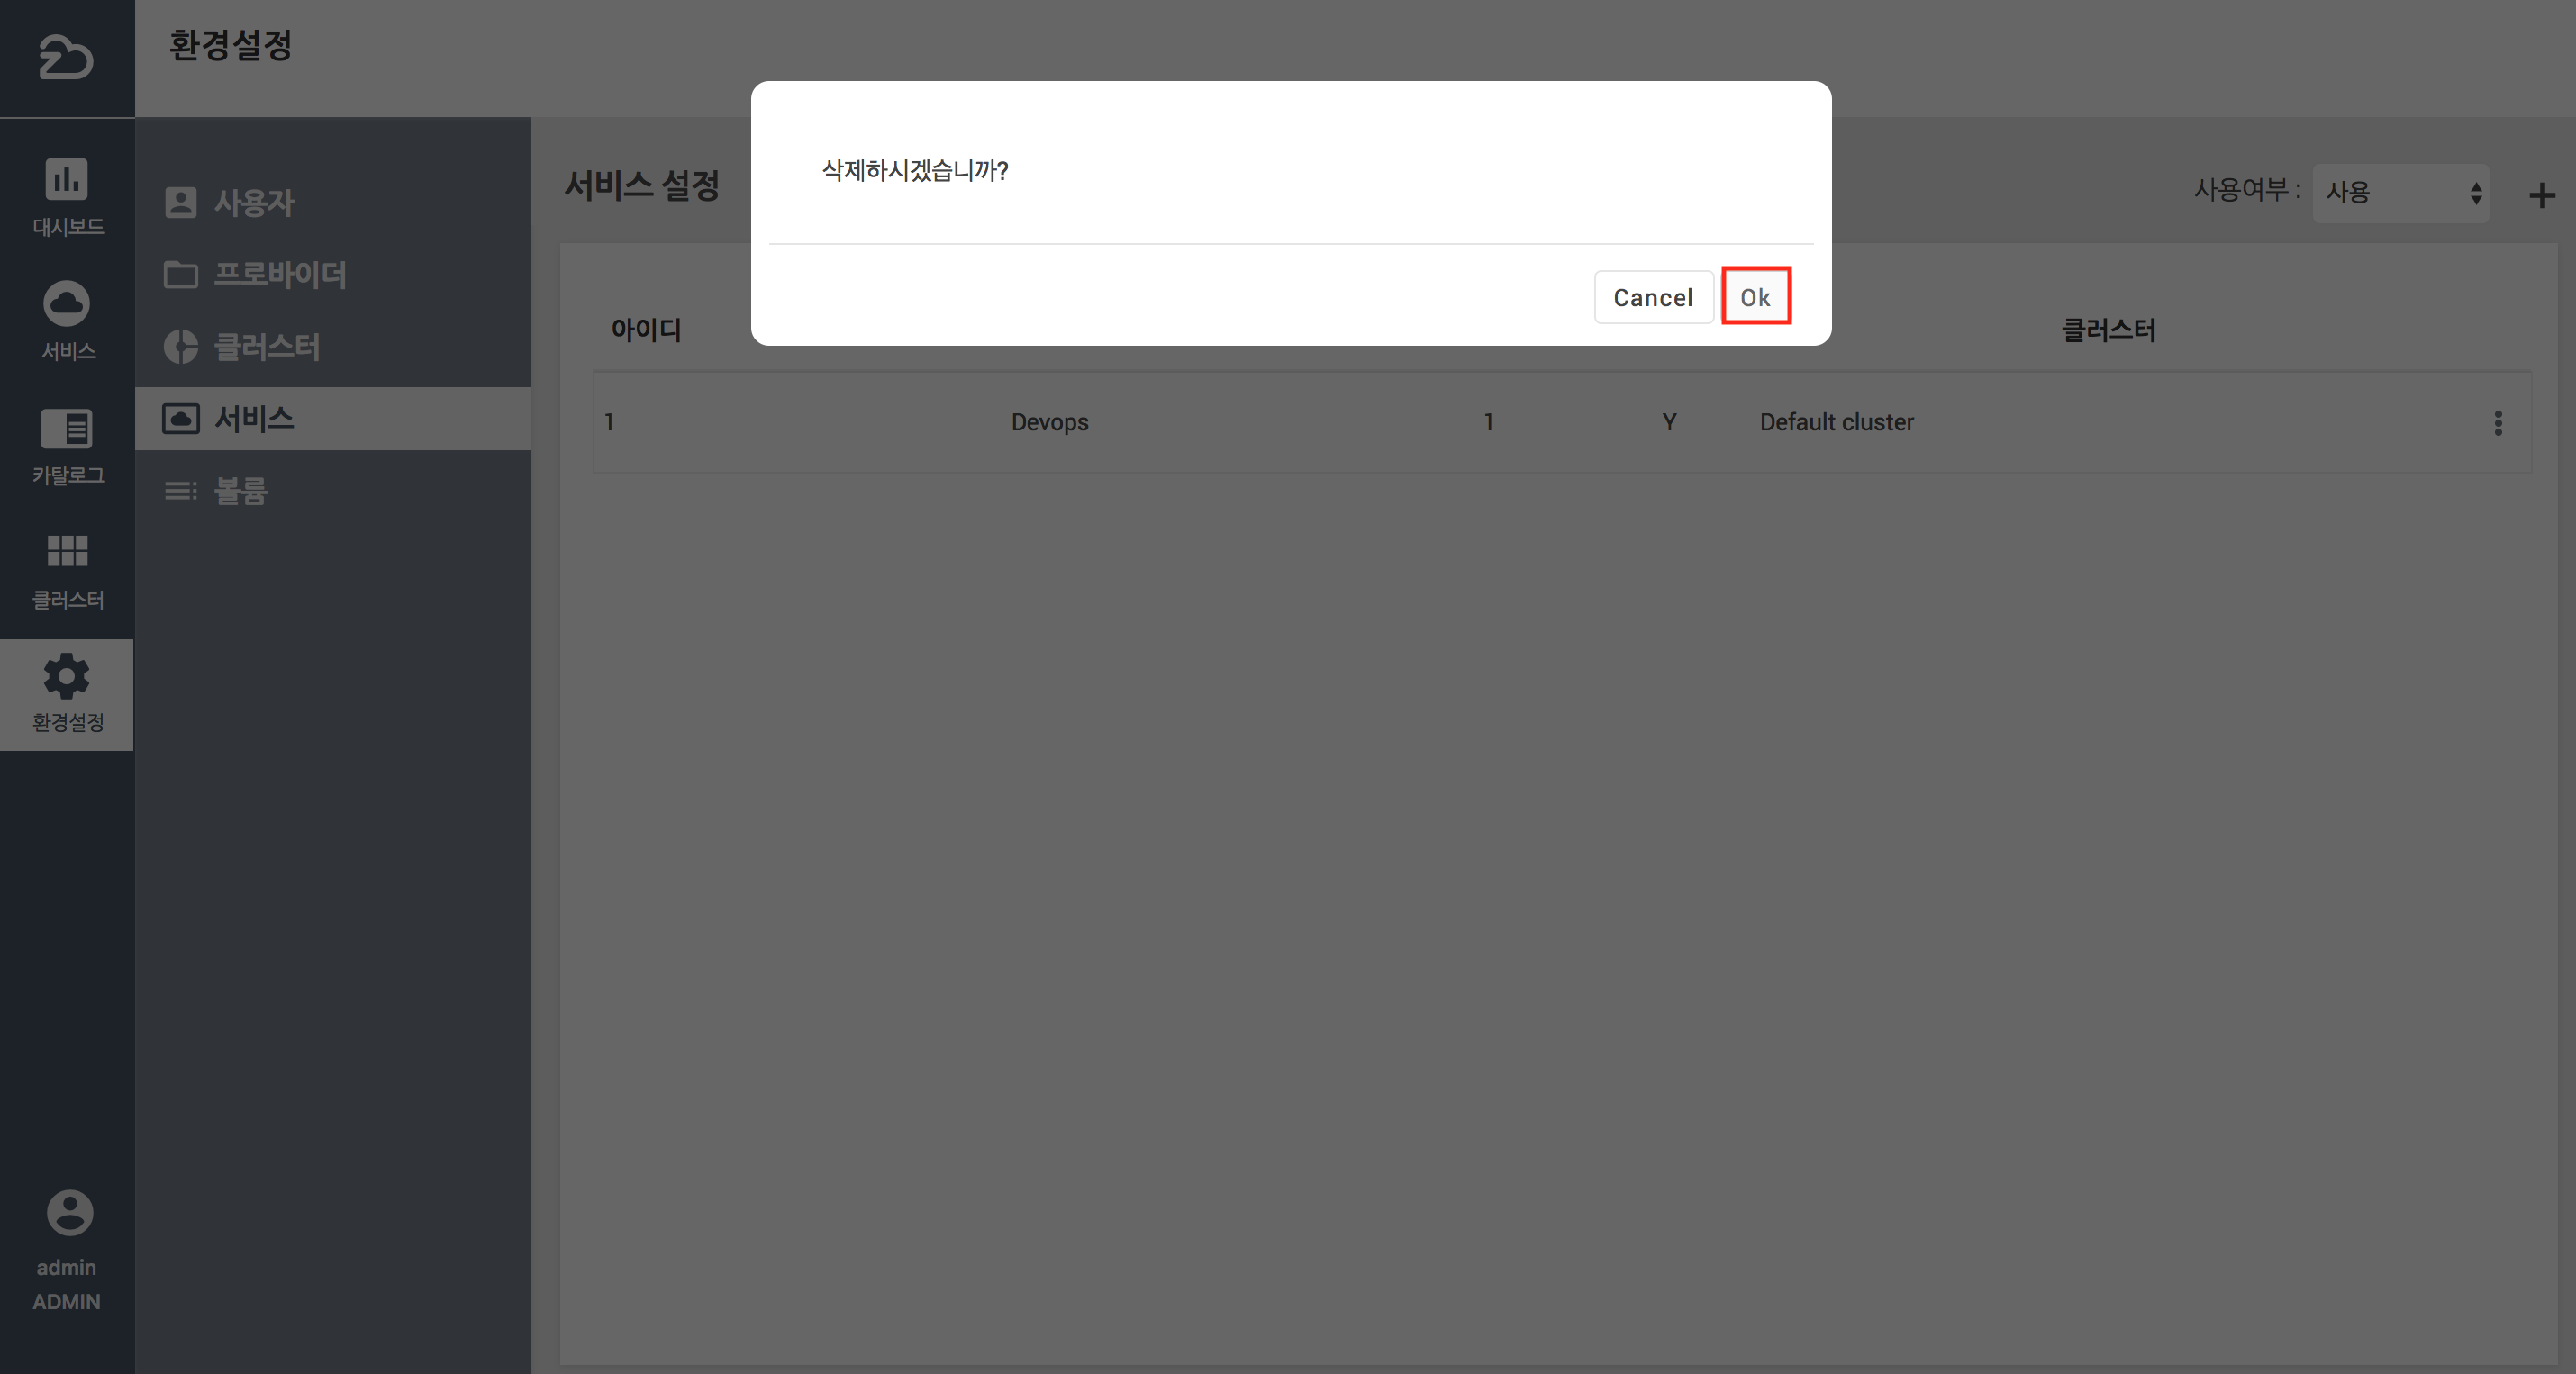 환경설정
삭제하시겠습니까?
Cancel Ok
대시보드
서비스
카탈로그
클러스터
환경설정
admin
ADMIN
사용자
프로바이더
클러스터
서비스
볼륨
서비스 설정
사용여부 : 사용
아이디 클러스터
1 Devops 1 Y Default cluster